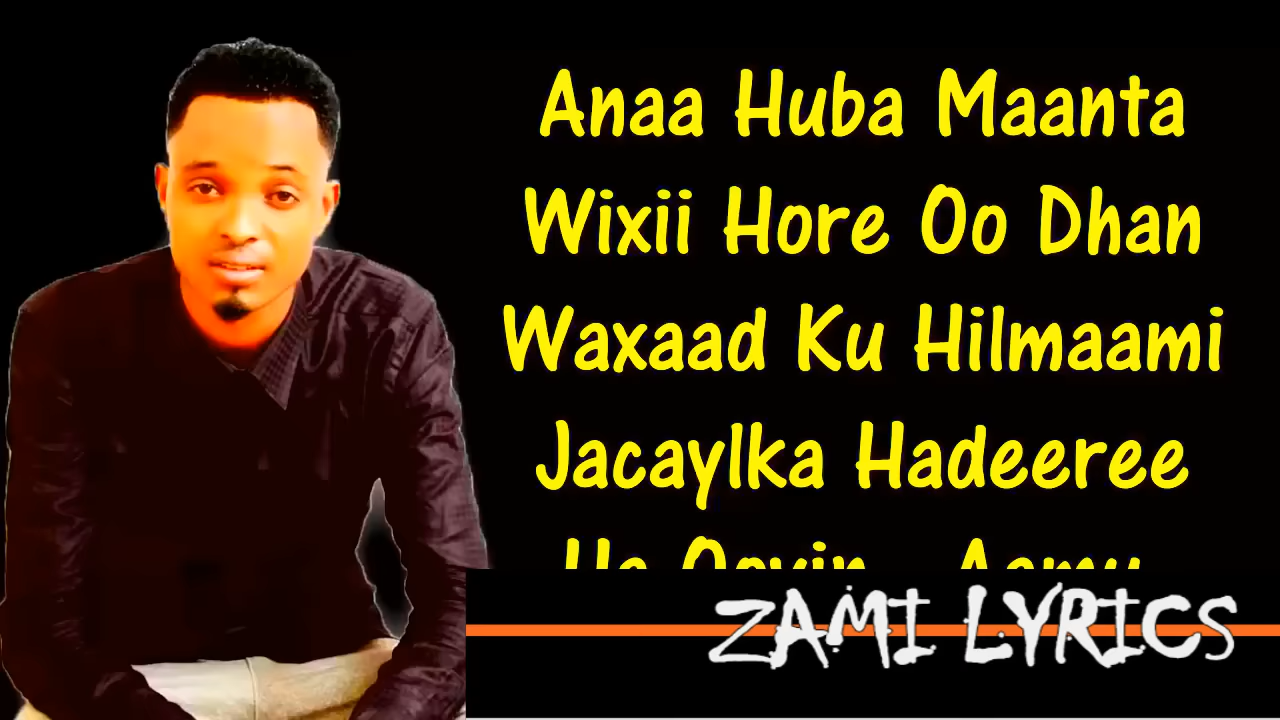 Anaa Huba Maanta
Wixii Hore Oo Dhan
Waxaad Ku Hilmaami
Jacaylka Hadeeree
ZAMI LYRICS